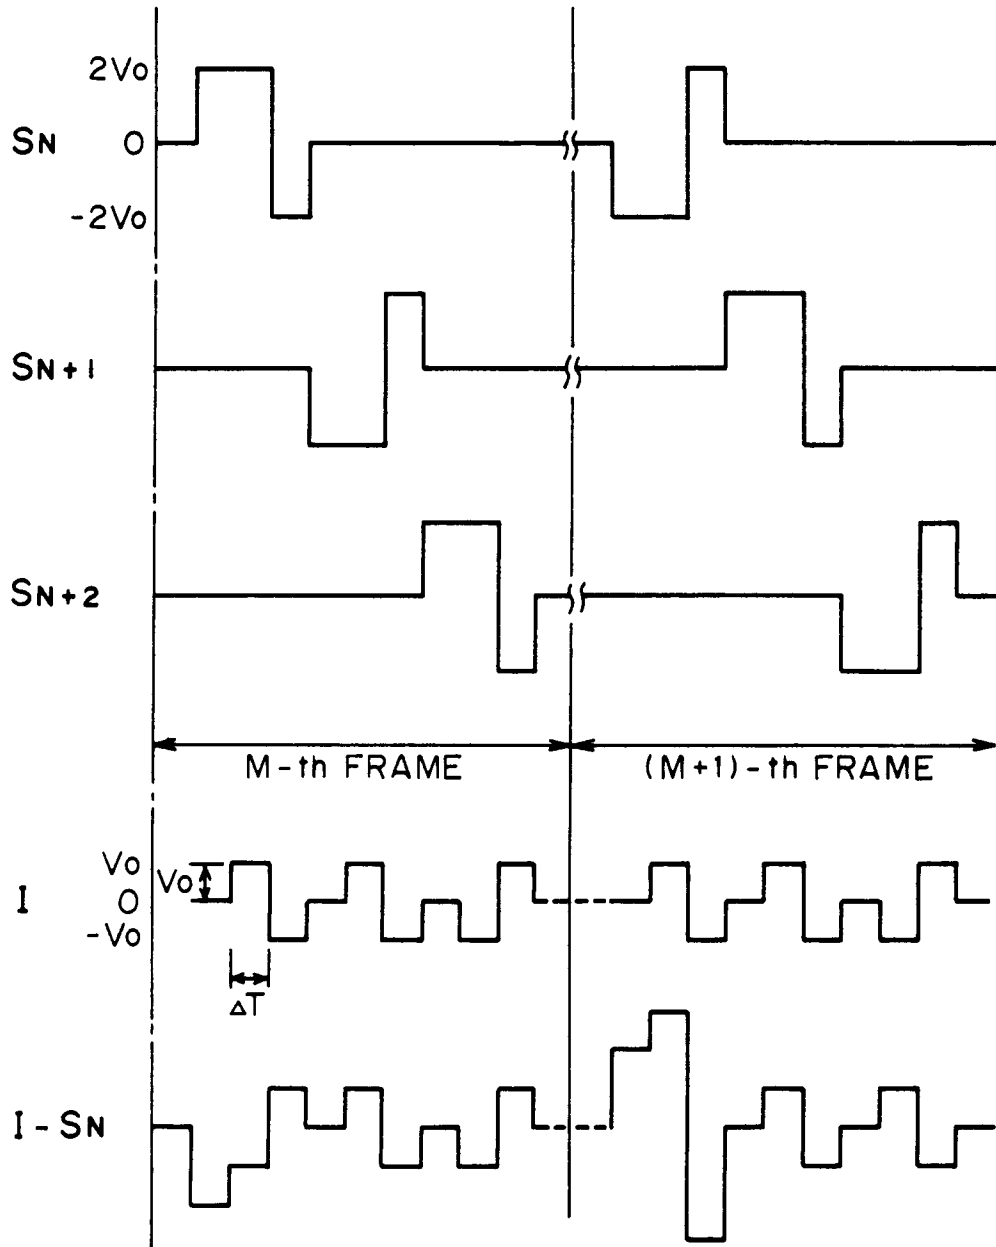 2Vo
SN 0
-2Vo
SN+1
SN+2
M-th FRAME
(M+1)-th FRAME
Vo
Vo
I 0
-Vo
ΔT
I-SN